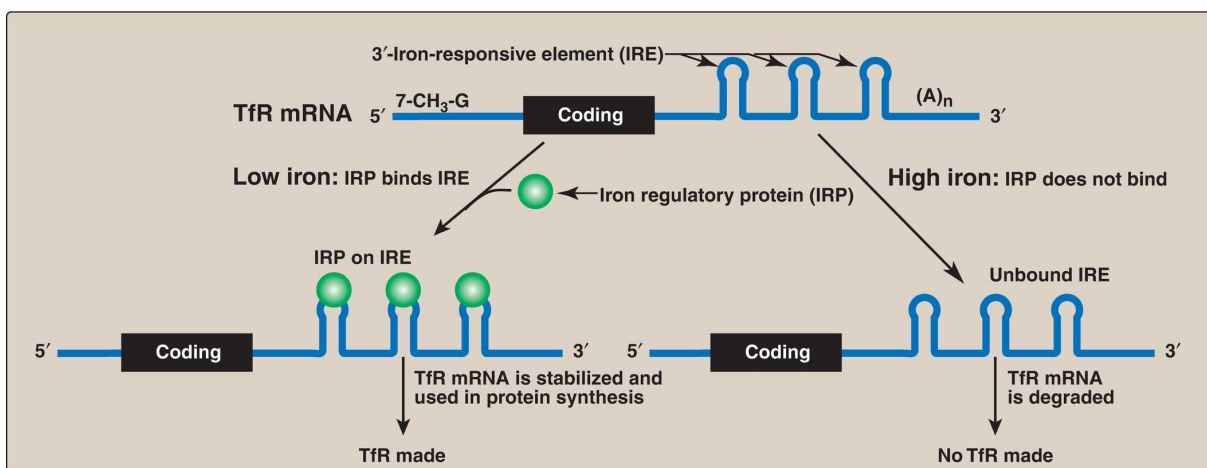 3′-Iron-responsive element (IRE)
TfR mRNA 5′ 7-CH₃-G Coding (A)ₙ 3′
Low iron: IRP binds IRE
Iron regulatory protein (IRP)
High iron: IRP does not bind
IRP on IRE
5′ Coding 3′
TfR mRNA is stabilized and
used in protein synthesis
TfR made
Unbound IRE
5′ Coding 3′
TfR mRNA
is degraded
No TfR made